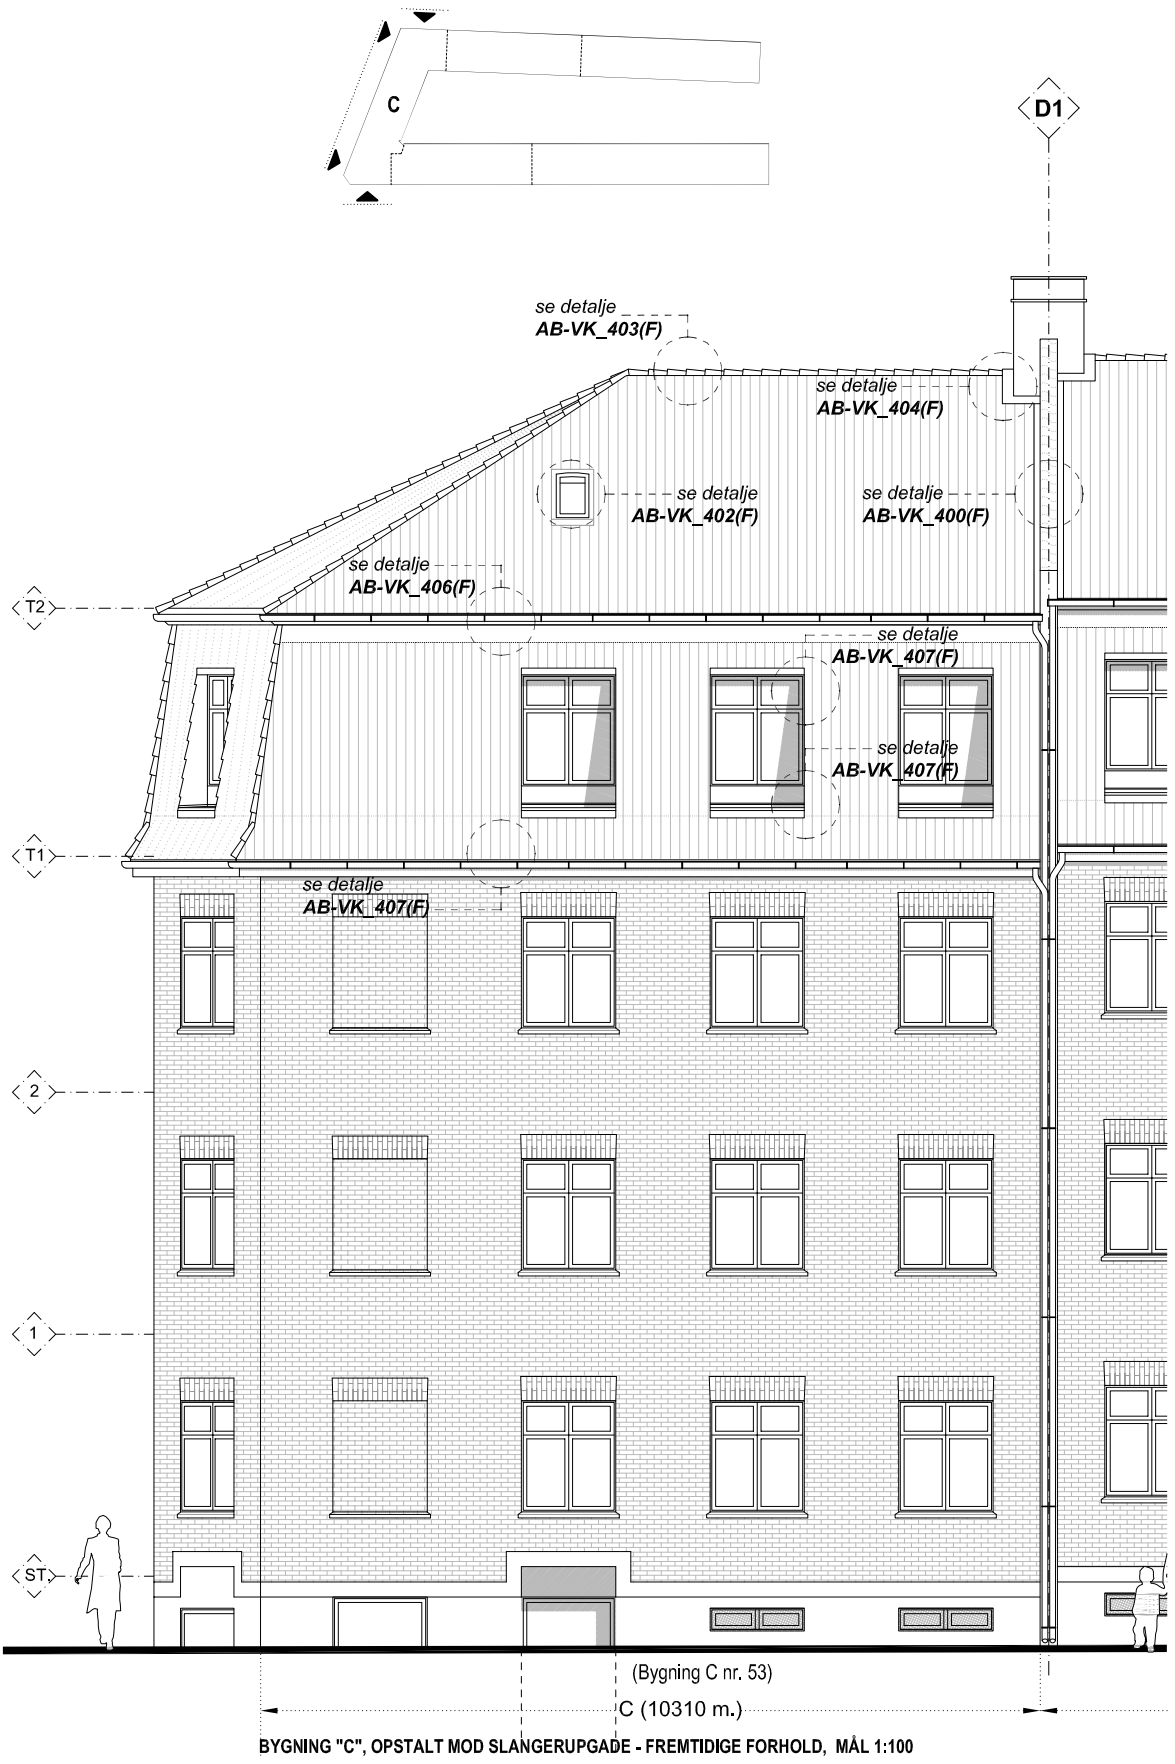 C
D1
se detalje
AB-VK_403(F)
se detalje
AB-VK_404(F)
se detalje
AB-VK_402(F)
se detalje
AB-VK_400(F)
se detalje
AB-VK_406(F)
T2
se detalje
AB-VK_407(F)
se detalje
AB-VK_407(F)
T1
se detalje
AB-VK_407(F)
2
1
ST.
(Bygning C nr. 53)
C (10310 m.)
BYGNING "C", OPSTALT MOD SLANGERUPGADE - FREMTIDIGE FORHOLD, MÅL 1:100